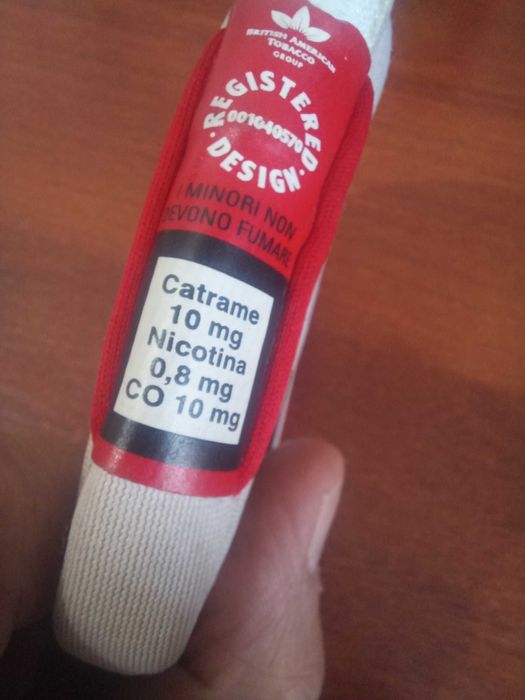 BRITISH AMERICAN
TOBACCO
GROUP
REGISTERED
001640570
DESIGN
I MINORI NON
DEVONO FUMARE
Catrame
10 mg
Nicotina
0,8 mg
CO 10 mg